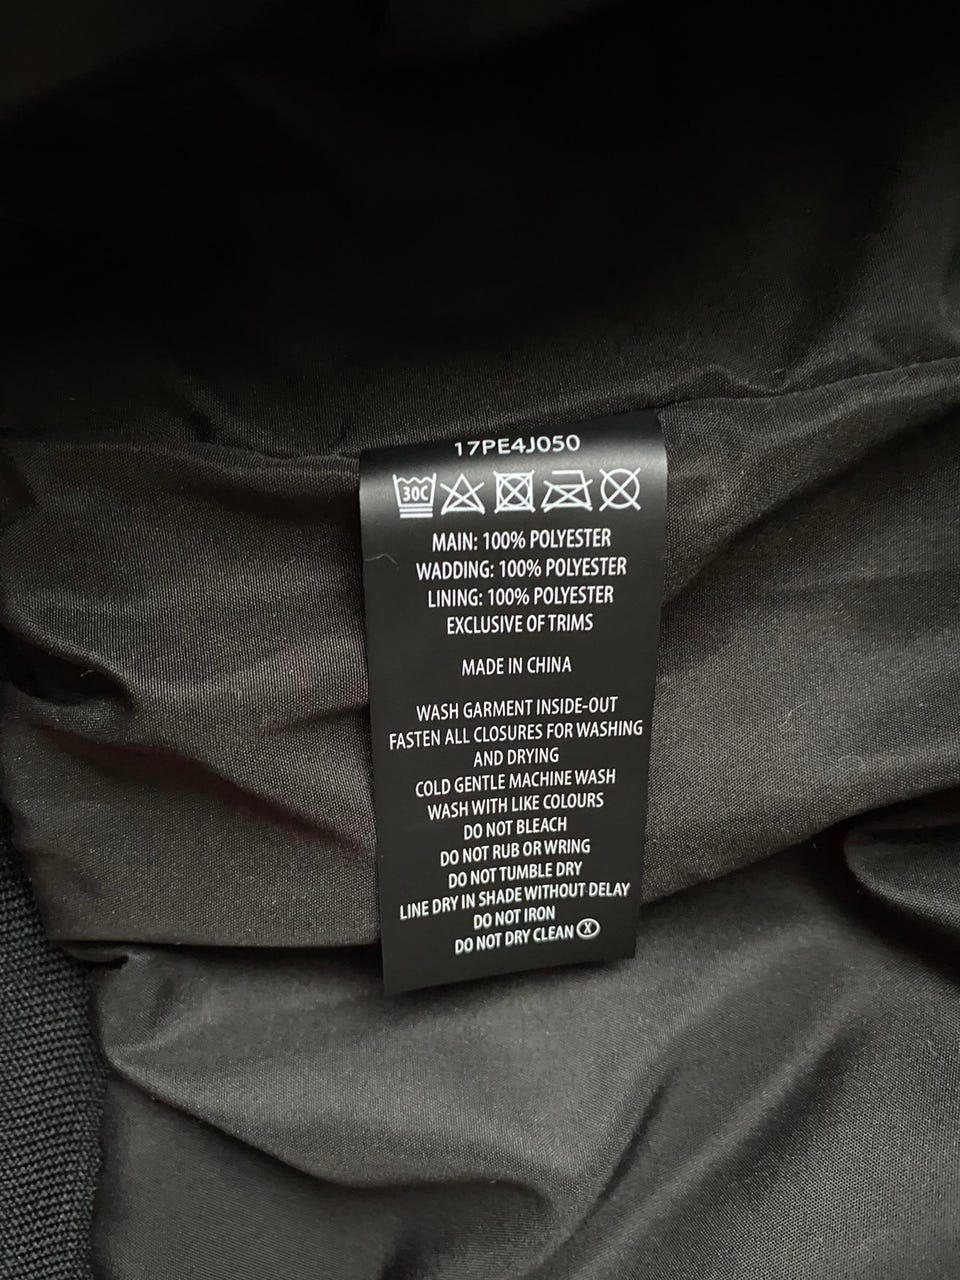 17PE4J050
30C
MAIN: 100% POLYESTER
WADDING: 100% POLYESTER
LINING: 100% POLYESTER
EXCLUSIVE OF TRIMS
MADE IN CHINA
WASH GARMENT INSIDE-OUT
FASTEN ALL CLOSURES FOR WASHING
AND DRYING
COLD GENTLE MACHINE WASH
WASH WITH LIKE COLOURS
DO NOT BLEACH
DO NOT RUB OR WRING
DO NOT TUMBLE DRY
LINE DRY IN SHADE WITHOUT DELAY
DO NOT IRON
DO NOT DRY CLEAN Ⓧ